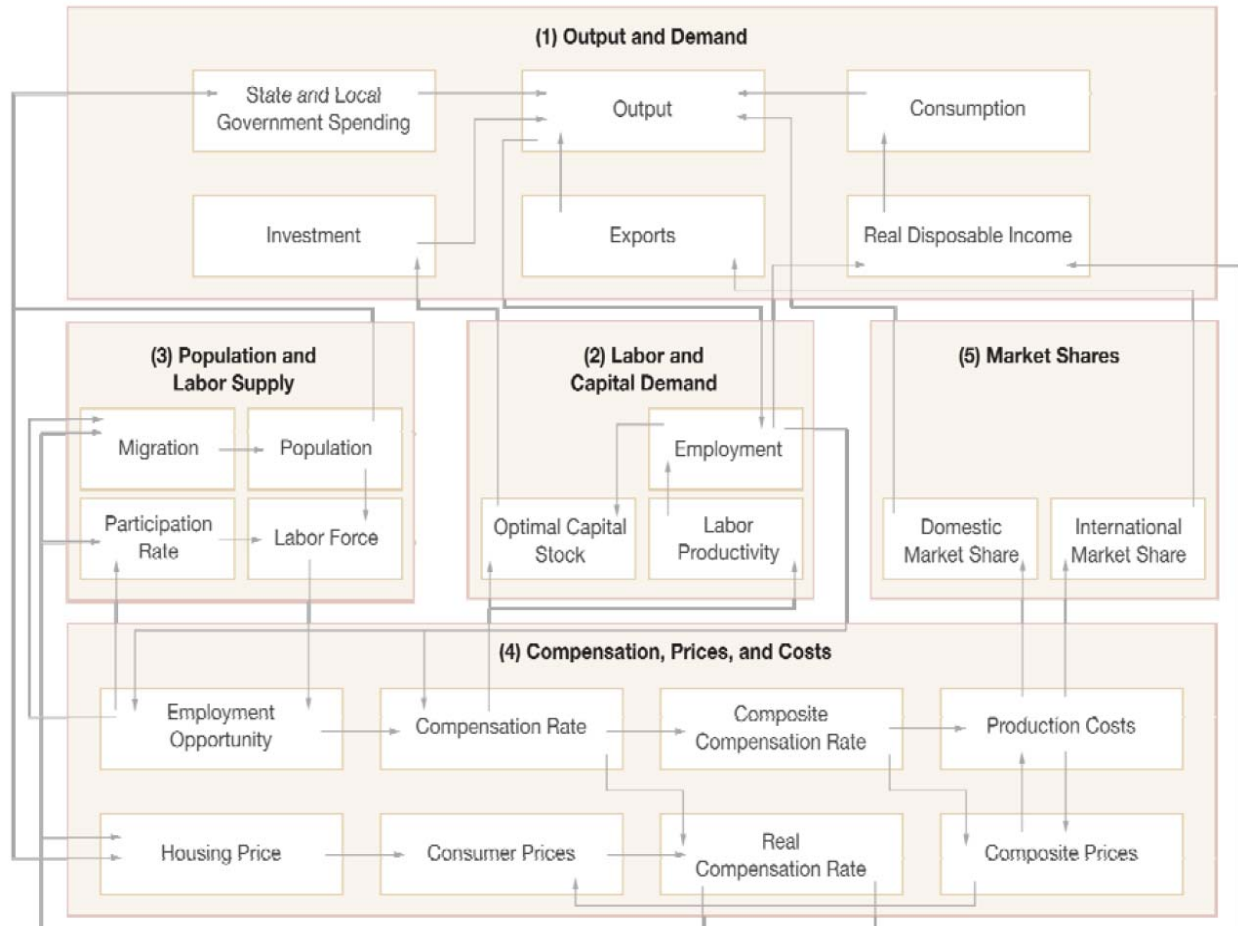 (1) Output and Demand
State and Local
Government Spending
Output
Consumption
Investment
Exports
Real Disposable Income
(3) Population and
Labor Supply
Migration
Population
Participation
Rate
Labor Force
(2) Labor and
Capital Demand
Employment
Optimal Capital
Stock
Labor
Productivity
(5) Market Shares
Domestic
Market Share
International
Market Share
(4) Compensation, Prices, and Costs
Employment
Opportunity
Compensation Rate
Composite
Compensation Rate
Production Costs
Housing Price
Consumer Prices
Real
Compensation Rate
Composite Prices